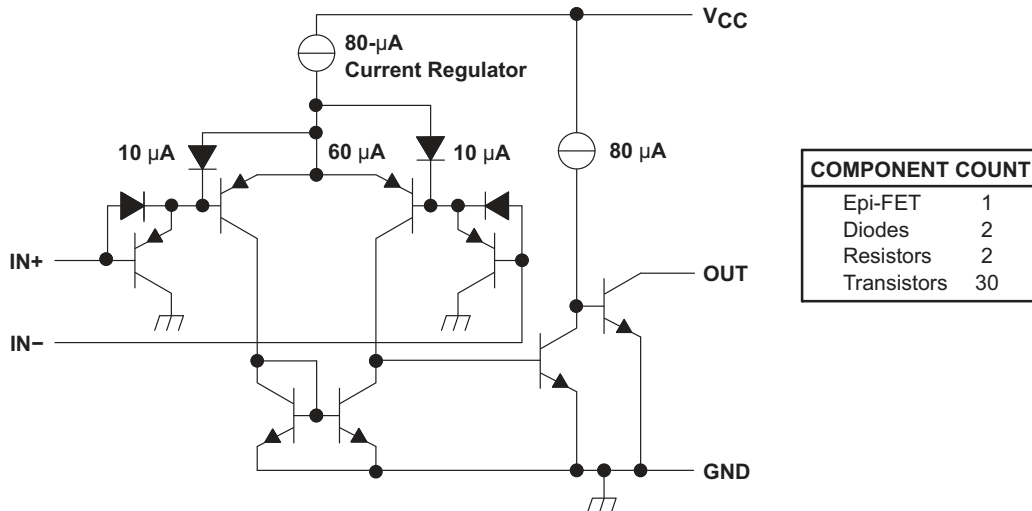 V_CC
80-µA
Current Regulator
10 µA
60 µA
10 µA
80 µA
IN+
OUT
IN−
GND
COMPONENT COUNT
Epi-FET 1
Diodes 2
Resistors 2
Transistors 30